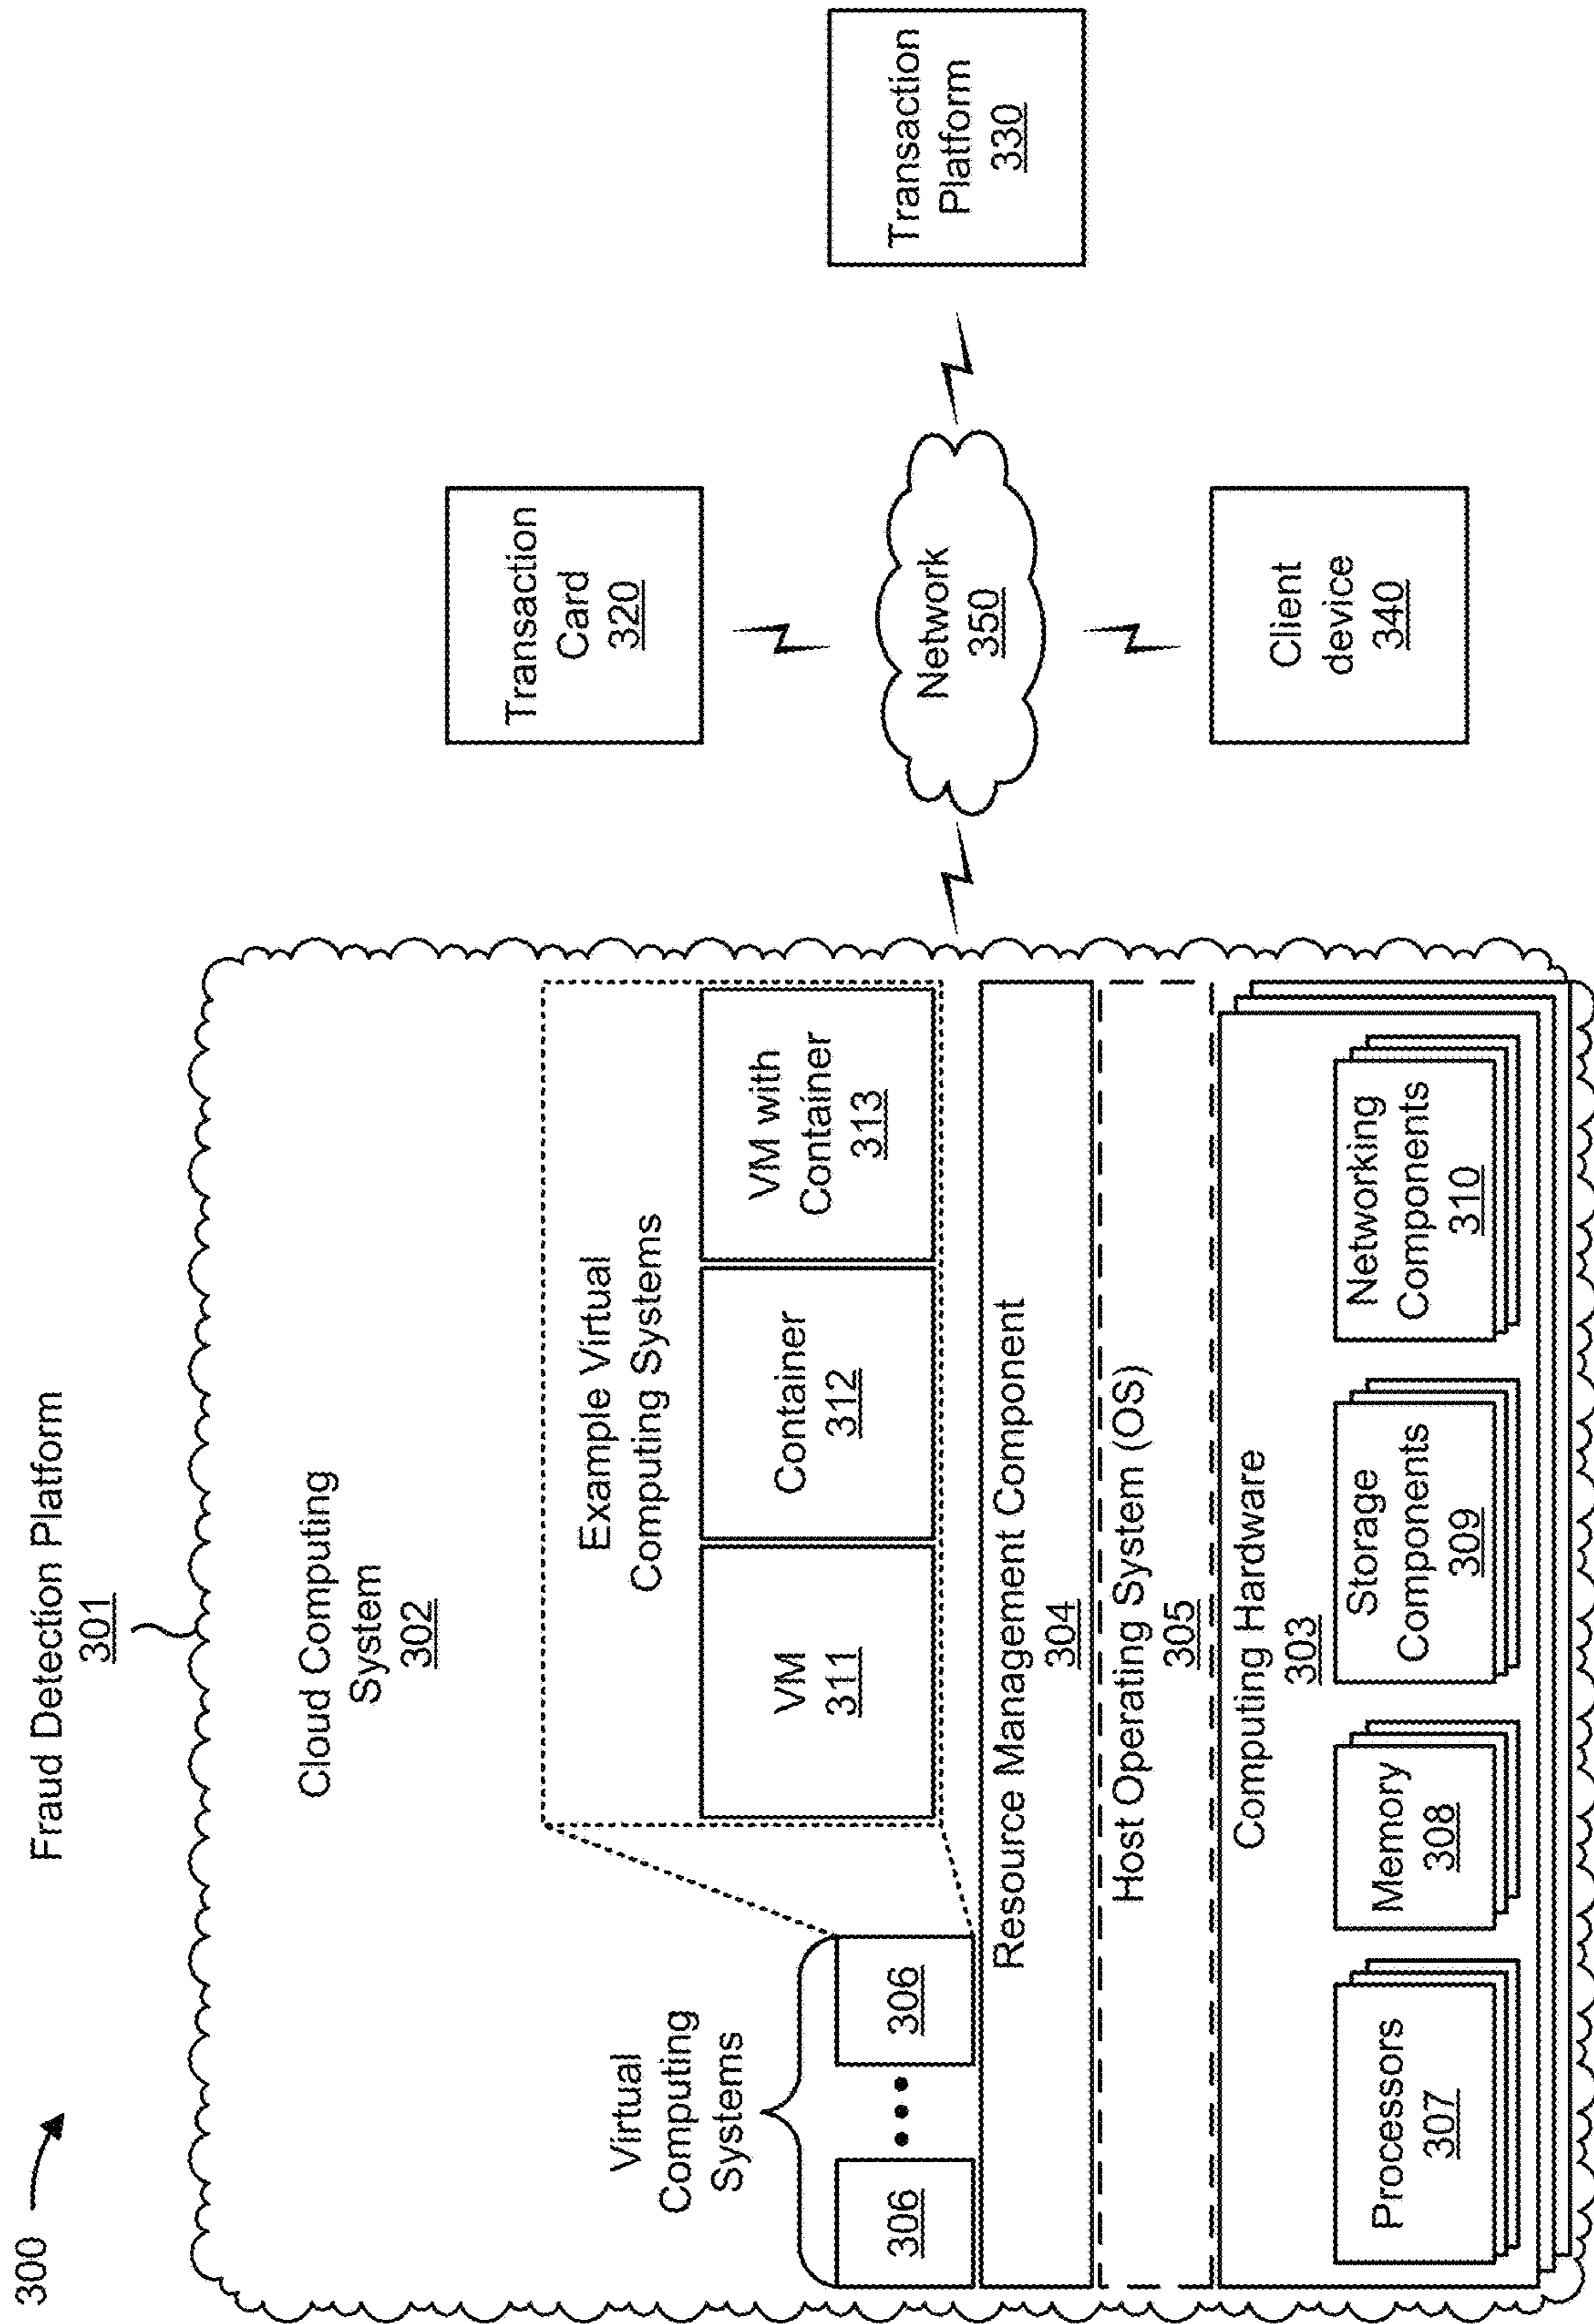 300
Fraud Detection Platform
301
Cloud Computing
System
302
Virtual
Computing
Systems
306
306
Example Virtual
Computing Systems
VM
311
Container
312
VM with
Container
313
Resource Management Component
304
Host Operating System (OS)
305
Computing Hardware
303
Processors
307
Memory
308
Storage
Components
309
Networking
Components
310
Transaction
Card
320
Network
350
Client
device
340
Transaction
Platform
330